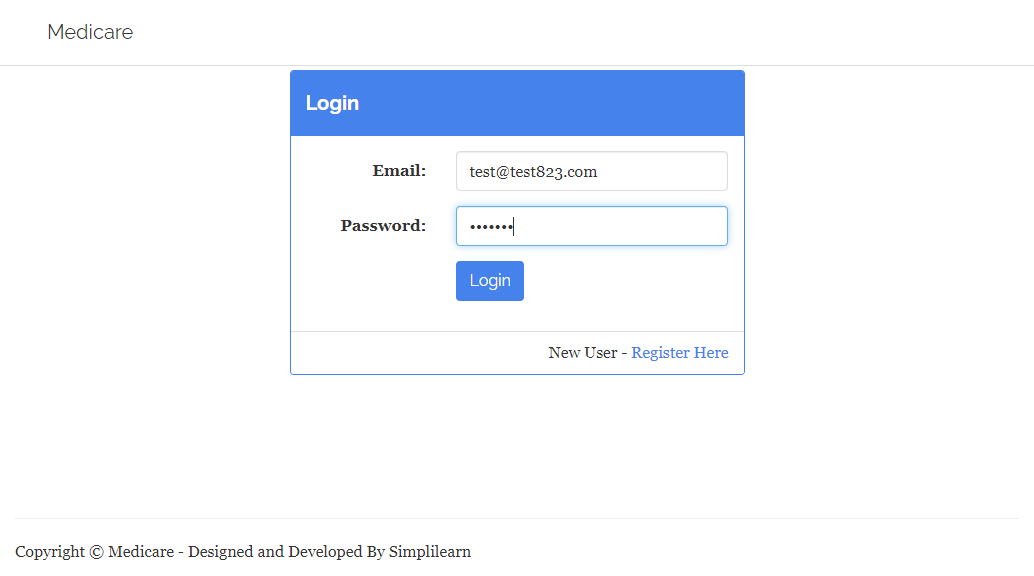 Medicare
Login
Email: test@test823.com
Password: •••••••
Login
New User - Register Here
Copyright © Medicare - Designed and Developed By Simplilearn